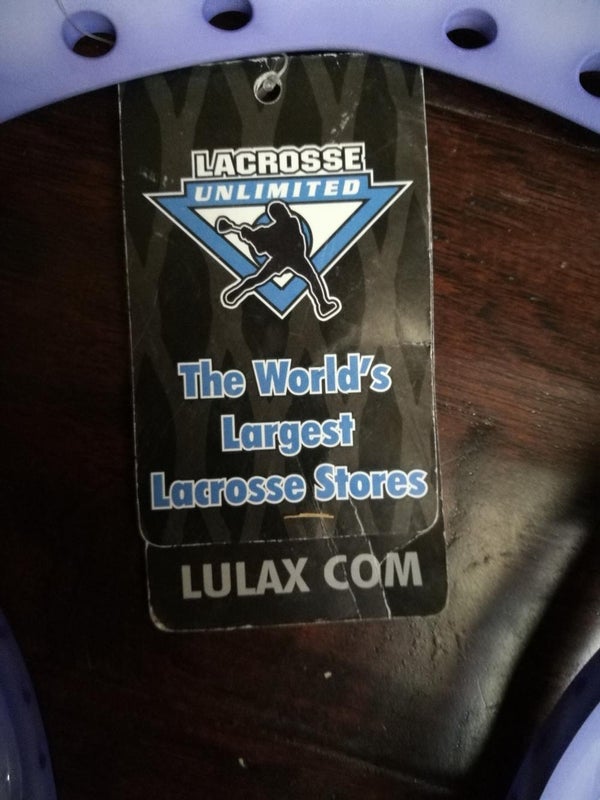 LACROSSE
UNLIMITED
The World's
Largest
Lacrosse Stores
LULAX COM